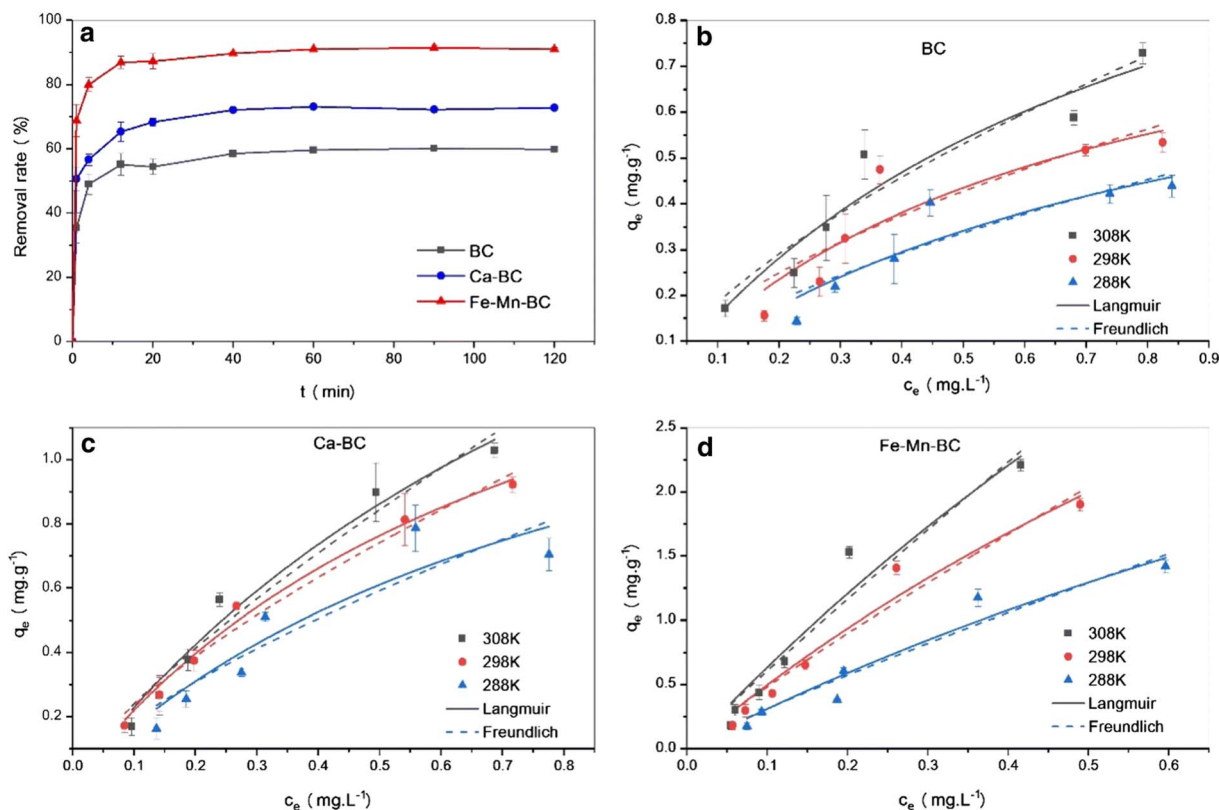 a
Removal rate (%)
100
80
60
40
20
0
BC
Ca-BC
Fe-Mn-BC
0 20 40 60 80 100 120
t ( min)
b
BC
qe ( mg.g-1)
0.8
0.7
0.6
0.5
0.4
0.3
0.2
0.1
308K
298K
288K
Langmuir
Freundlich
0.1 0.2 0.3 0.4 0.5 0.6 0.7 0.8 0.9
ce ( mg.L-1)
c
Ca-BC
qe ( mg.g-1)
1.0
0.8
0.6
0.4
0.2
308K
298K
288K
Langmuir
Freundlich
0.0 0.1 0.2 0.3 0.4 0.5 0.6 0.7 0.8
ce ( mg.L-1)
d
Fe-Mn-BC
qe ( mg.g-1)
2.5
2.0
1.5
1.0
0.5
0.0
308K
298K
288K
Langmuir
Freundlich
0.0 0.1 0.2 0.3 0.4 0.5 0.6
ce ( mg.L-1)